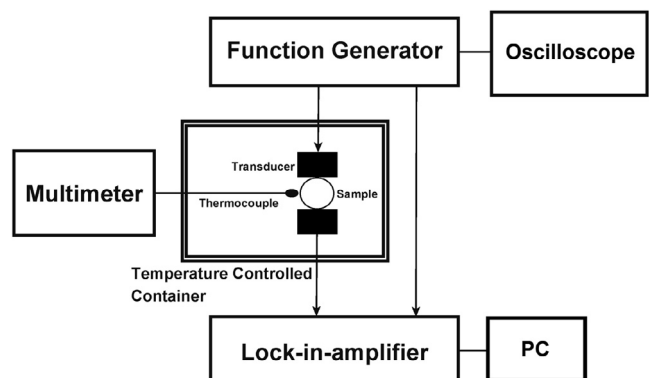 Function Generator
Oscilloscope
Transducer
Multimeter
Sample
Thermocouple
Temperature Controlled
Container
Lock-in-amplifier
PC